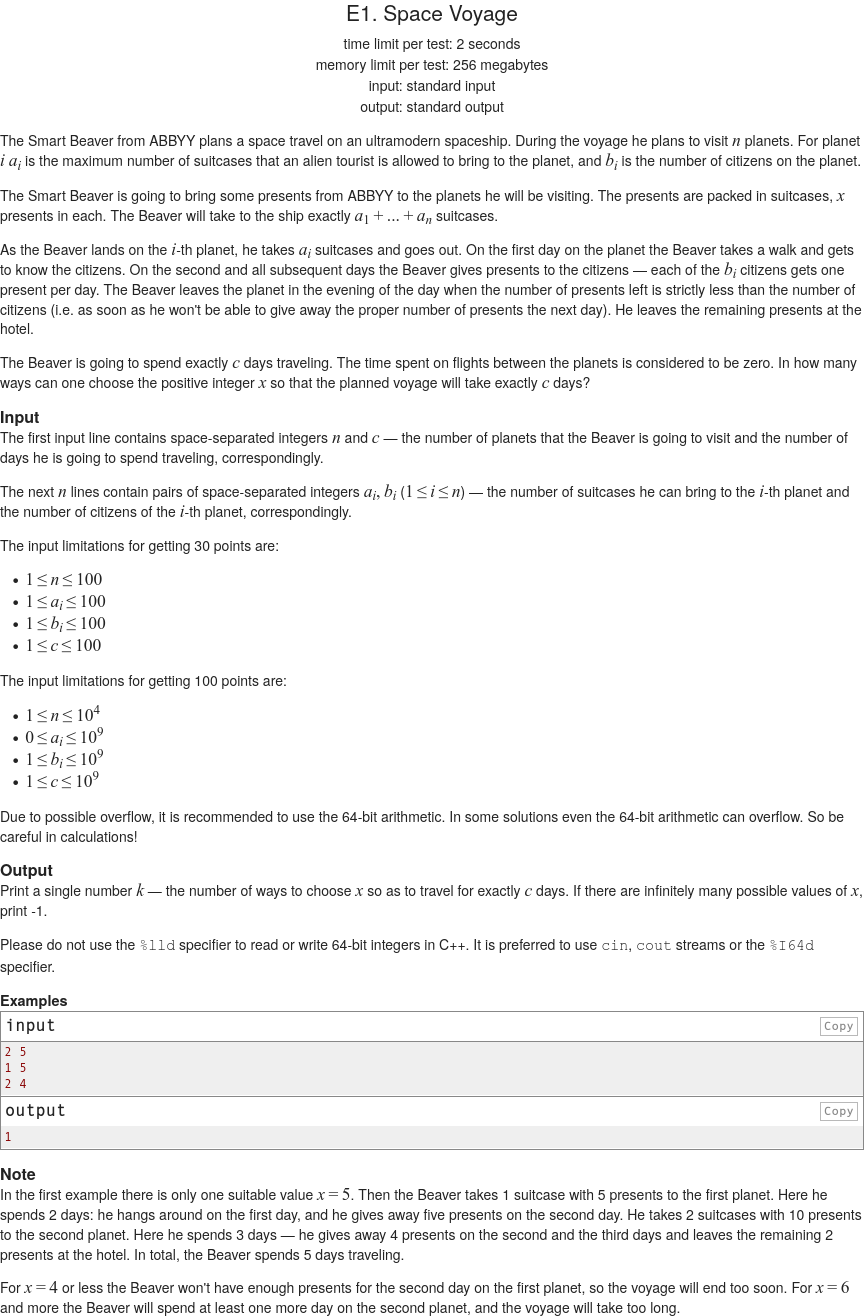 E1. Space Voyage
time limit per test: 2 seconds
memory limit per test: 256 megabytes
input: standard input
output: standard output
The Smart Beaver from ABBYY plans a space travel on an ultramodern spaceship. During the voyage he plans to visit n planets. For planet
i a_i is the maximum number of suitcases that an alien tourist is allowed to bring to the planet, and b_i is the number of citizens on the planet.
The Smart Beaver is going to bring some presents from ABBYY to the planets he will be visiting. The presents are packed in suitcases, x
presents in each. The Beaver will take to the ship exactly a_1 + ... + a_n suitcases.
As the Beaver lands on the i-th planet, he takes a_i suitcases and goes out. On the first day on the planet the Beaver takes a walk and gets
to know the citizens. On the second and all subsequent days the Beaver gives presents to the citizens — each of the b_i citizens gets one
present per day. The Beaver leaves the planet in the evening of the day when the number of presents left is strictly less than the number of
citizens (i.e. as soon as he won't be able to give away the proper number of presents the next day). He leaves the remaining presents at the
hotel.
The Beaver is going to spend exactly c days traveling. The time spent on flights between the planets is considered to be zero. In how many
ways can one choose the positive integer x so that the planned voyage will take exactly c days?
Input
The first input line contains space-separated integers n and c — the number of planets that the Beaver is going to visit and the number of
days he is going to spend traveling, correspondingly.
The next n lines contain pairs of space-separated integers a_i, b_i (1 ≤ i ≤ n) — the number of suitcases he can bring to the i-th planet and
the number of citizens of the i-th planet, correspondingly.
The input limitations for getting 30 points are:
• 1 ≤ n ≤ 100
• 1 ≤ a_i ≤ 100
• 1 ≤ b_i ≤ 100
• 1 ≤ c ≤ 100
The input limitations for getting 100 points are:
• 1 ≤ n ≤ 10^4
• 0 ≤ a_i ≤ 10^9
• 1 ≤ b_i ≤ 10^9
• 1 ≤ c ≤ 10^9
Due to possible overflow, it is recommended to use the 64-bit arithmetic. In some solutions even the 64-bit arithmetic can overflow. So be
careful in calculations!
Output
Print a single number k — the number of ways to choose x so as to travel for exactly c days. If there are infinitely many possible values of x,
print -1.
Please do not use the %lld specifier to read or write 64-bit integers in C++. It is preferred to use cin, cout streams or the %I64d
specifier.
Examples
input Copy
2 5
1 5
2 4
output Copy
1
Note
In the first example there is only one suitable value x = 5. Then the Beaver takes 1 suitcase with 5 presents to the first planet. Here he
spends 2 days: he hangs around on the first day, and he gives away five presents on the second day. He takes 2 suitcases with 10 presents
to the second planet. Here he spends 3 days — he gives away 4 presents on the second and the third days and leaves the remaining 2
presents at the hotel. In total, the Beaver spends 5 days traveling.
For x = 4 or less the Beaver won't have enough presents for the second day on the first planet, so the voyage will end too soon. For x = 6
and more the Beaver will spend at least one more day on the second planet, and the voyage will take too long.